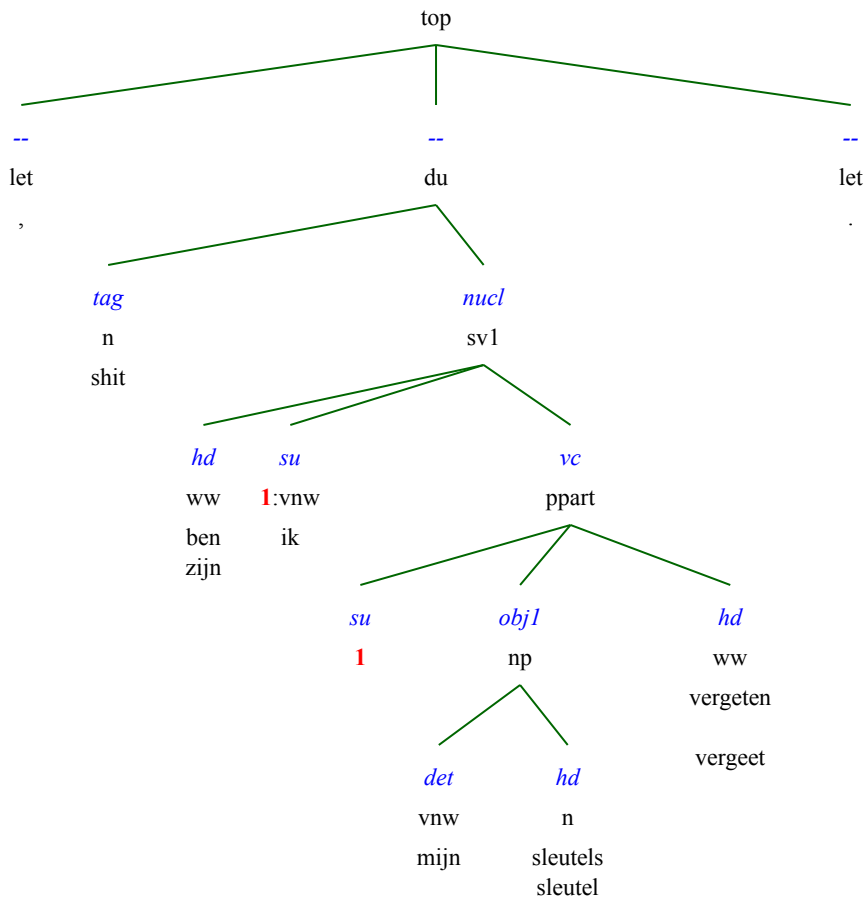 top
-- -- --
let du let
, .
tag nucl
n sv1
shit
hd su vc
ww 1:vnw ppart
ben ik
zijn
su obj1 hd
1 np ww
vergeten
vergeet
det hd
vnw n
mijn sleutels
sleutel